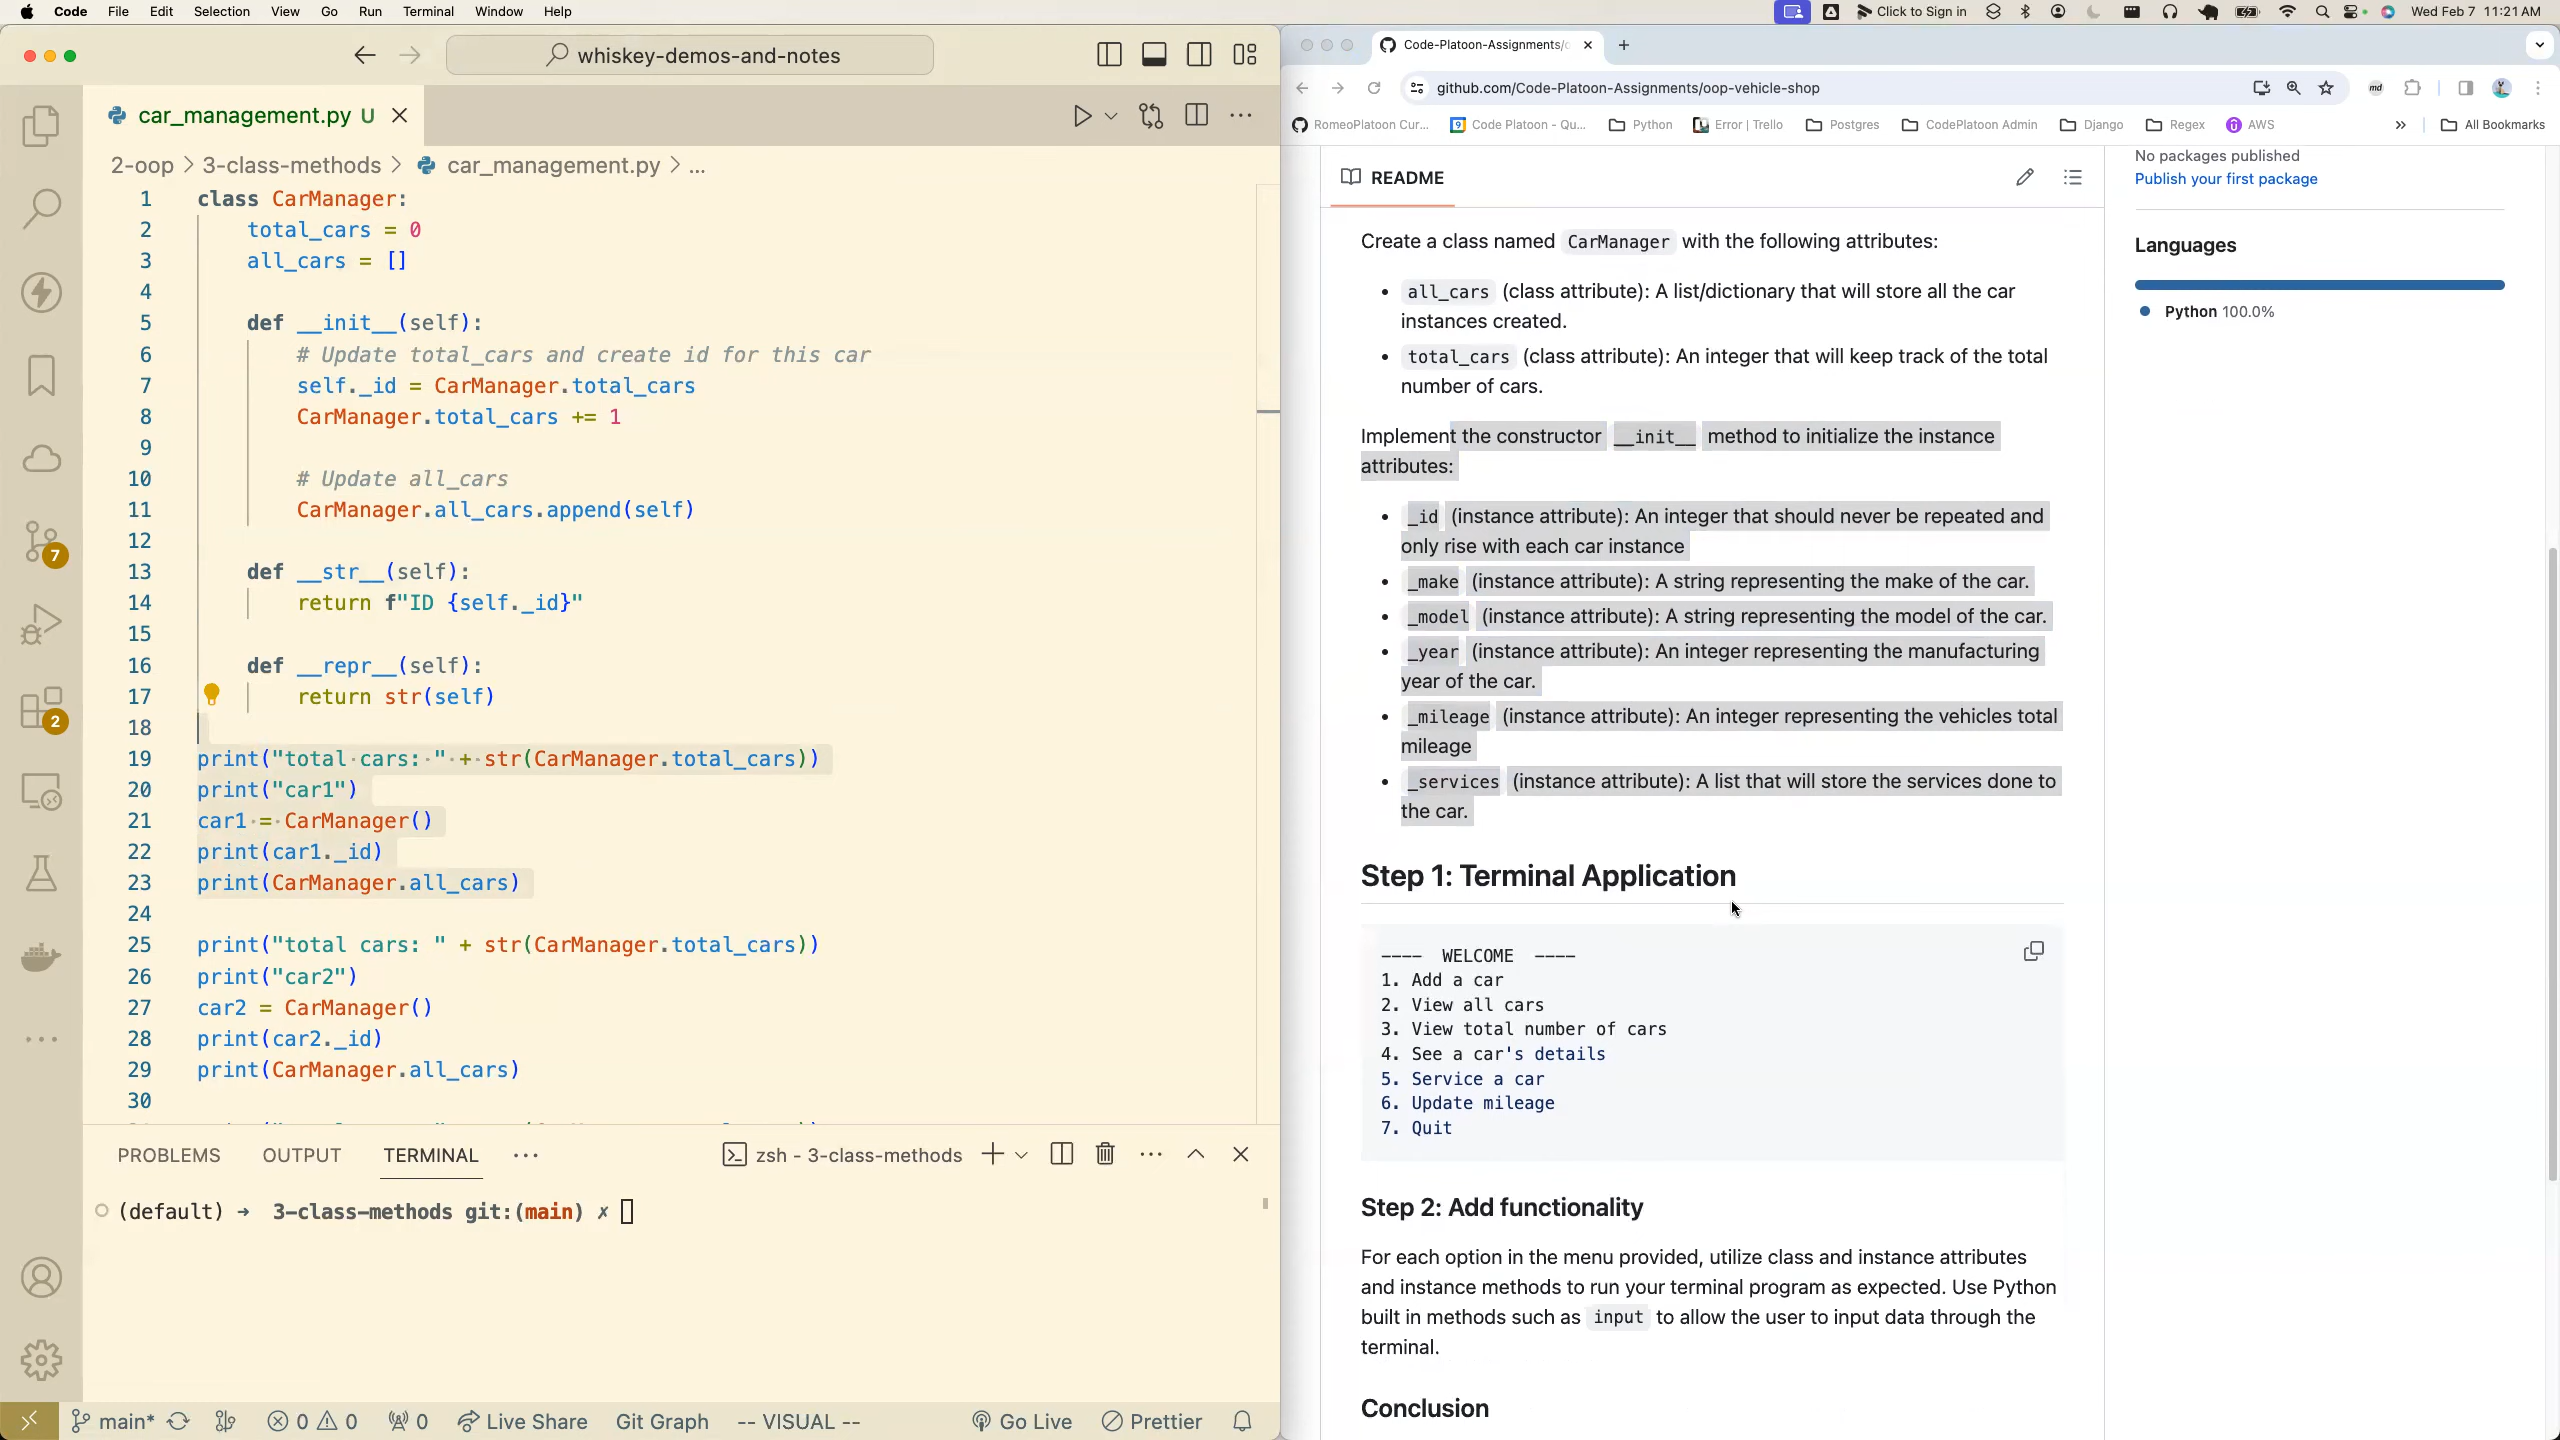 Code File Edit Selection View Go Run Terminal Window Help
Click to Sign in
Wed Feb 7 11:21 AM
whiskey-demos-and-notes
car_management.py U
2-oop > 3-class-methods > car_management.py > ...
1 class CarManager:
2 total_cars = 0
3 all_cars = []
4
5 def __init__(self):
6 # Update total_cars and create id for this car
7 self._id = CarManager.total_cars
8 CarManager.total_cars += 1
9
10 # Update all_cars
11 CarManager.all_cars.append(self)
12
13 def __str__(self):
14 return f"ID {self._id}"
15
16 def __repr__(self):
17 return str(self)
18
19 print("total cars: " + str(CarManager.total_cars))
20 print("car1")
21 car1 = CarManager()
22 print(car1._id)
23 print(CarManager.all_cars)
24
25 print("total cars: " + str(CarManager.total_cars))
26 print("car2")
27 car2 = CarManager()
28 print(car2._id)
29 print(CarManager.all_cars)
30
7
2
PROBLEMS OUTPUT TERMINAL ...
zsh - 3-class-methods
(default) → 3-class-methods git:(main) ✗
main* 0 0 0 Live Share Git Graph -- VISUAL -- Go Live Prettier
Code-Platoon-Assignments/o
github.com/Code-Platoon-Assignments/oop-vehicle-shop
md
RomeoPlatoon Cur... Code Platoon - Qu... Python Error | Trello Postgres CodePlatoon Admin Django Regex AWS » All Bookmarks
README
Create a class named CarManager with the following attributes:
• all_cars (class attribute): A list/dictionary that will store all the car
instances created.
• total_cars (class attribute): An integer that will keep track of the total
number of cars.
Implement the constructor __init__ method to initialize the instance
attributes:
• _id (instance attribute): An integer that should never be repeated and
only rise with each car instance
• _make (instance attribute): A string representing the make of the car.
• _model (instance attribute): A string representing the model of the car.
• _year (instance attribute): An integer representing the manufacturing
year of the car.
• _mileage (instance attribute): An integer representing the vehicles total
mileage
• _services (instance attribute): A list that will store the services done to
the car.
Step 1: Terminal Application
---- WELCOME ----
1. Add a car
2. View all cars
3. View total number of cars
4. See a car's details
5. Service a car
6. Update mileage
7. Quit
Step 2: Add functionality
For each option in the menu provided, utilize class and instance attributes
and instance methods to run your terminal program as expected. Use Python
built in methods such as input to allow the user to input data through the
terminal.
Conclusion
No packages published
Publish your first package
Languages
Python 100.0%